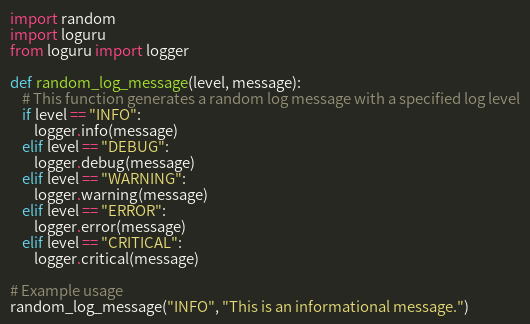 import random
import loguru
from loguru import logger

def random_log_message(level, message):
    # This function generates a random log message with a specified log level
    if level == "INFO":
        logger.info(message)
    elif level == "DEBUG":
        logger.debug(message)
    elif level == "WARNING":
        logger.warning(message)
    elif level == "ERROR":
        logger.error(message)
    elif level == "CRITICAL":
        logger.critical(message)

# Example usage
random_log_message("INFO", "This is an informational message.")